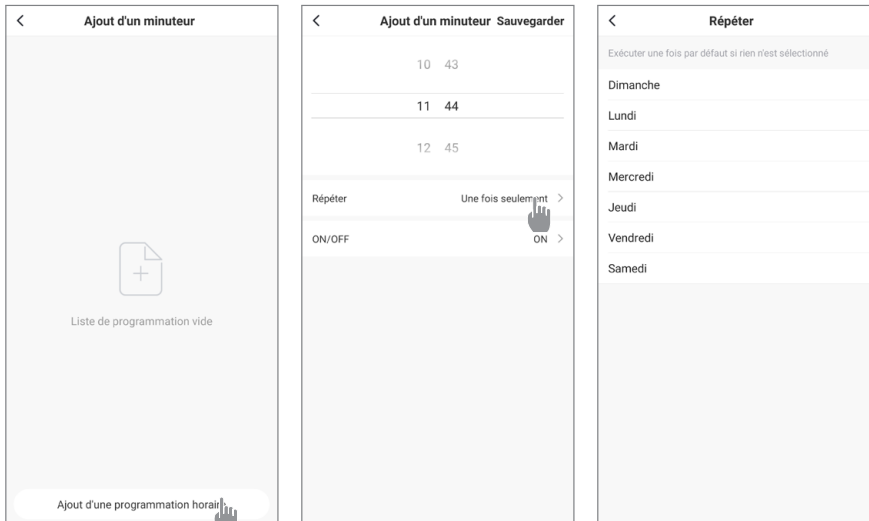 Ajout d'un minuteur
Liste de programmation vide
Ajout d'une programmation horaire
Ajout d'un minuteur Sauvegarder
10 43
11 44
12 45
Répéter Une fois seulement
ON/OFF ON
Répéter
Exécuter une fois par défaut si rien n'est sélectionné
Dimanche
Lundi
Mardi
Mercredi
Jeudi
Vendredi
Samedi